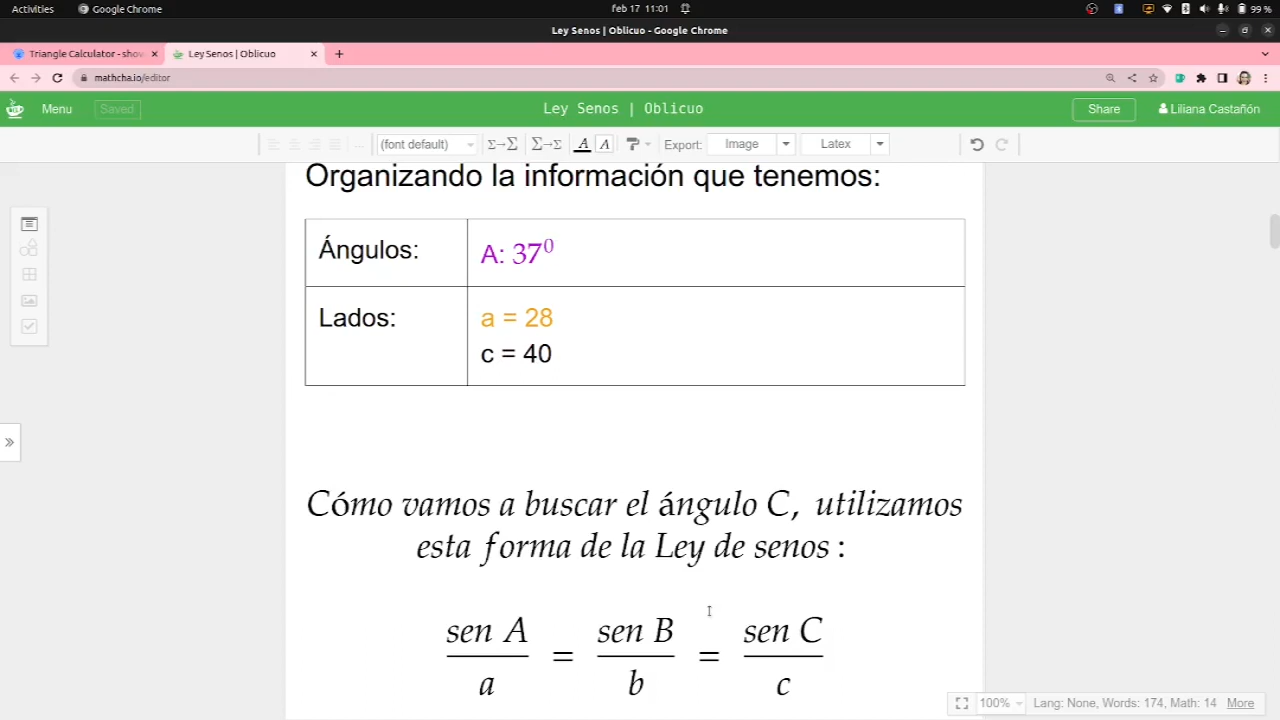 Activities Google Chrome feb 17 11:01 99 %
Ley Senos | Oblicuo - Google Chrome
Triangle Calculator - show Ley Senos | Oblicuo
mathcha.io/editor
Menu Saved Ley Senos | Oblicuo Share Liliana Castañón
(font default) Σ→Σ Σ→Σ A A Export: Image Latex
Organizando la información que tenemos:
Ángulos: A: 37⁰
Lados: a = 28
c = 40
Cómo vamos a buscar el ángulo C, utilizamos
esta forma de la Ley de senos :
sen A / a = sen B / b = sen C / c
100% Lang: None, Words: 174, Math: 14 More